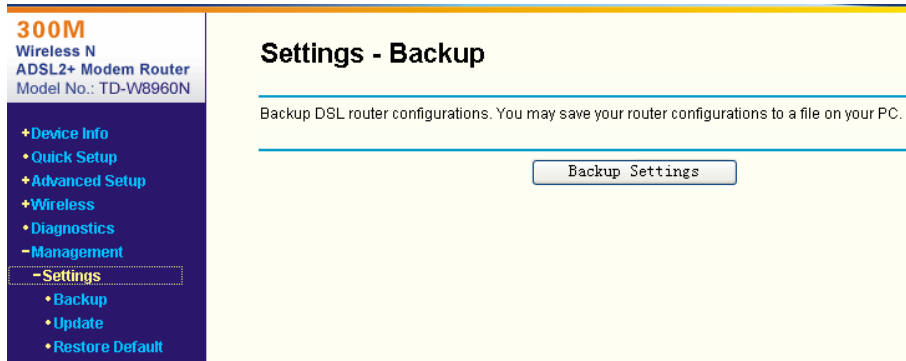 300M
Wireless N
ADSL2+ Modem Router
Model No.: TD-W8960N
+Device Info
•Quick Setup
+Advanced Setup
+Wireless
•Diagnostics
-Management
-Settings
•Backup
•Update
•Restore Default
Settings - Backup
Backup DSL router configurations. You may save your router configurations to a file on your PC.
Backup Settings